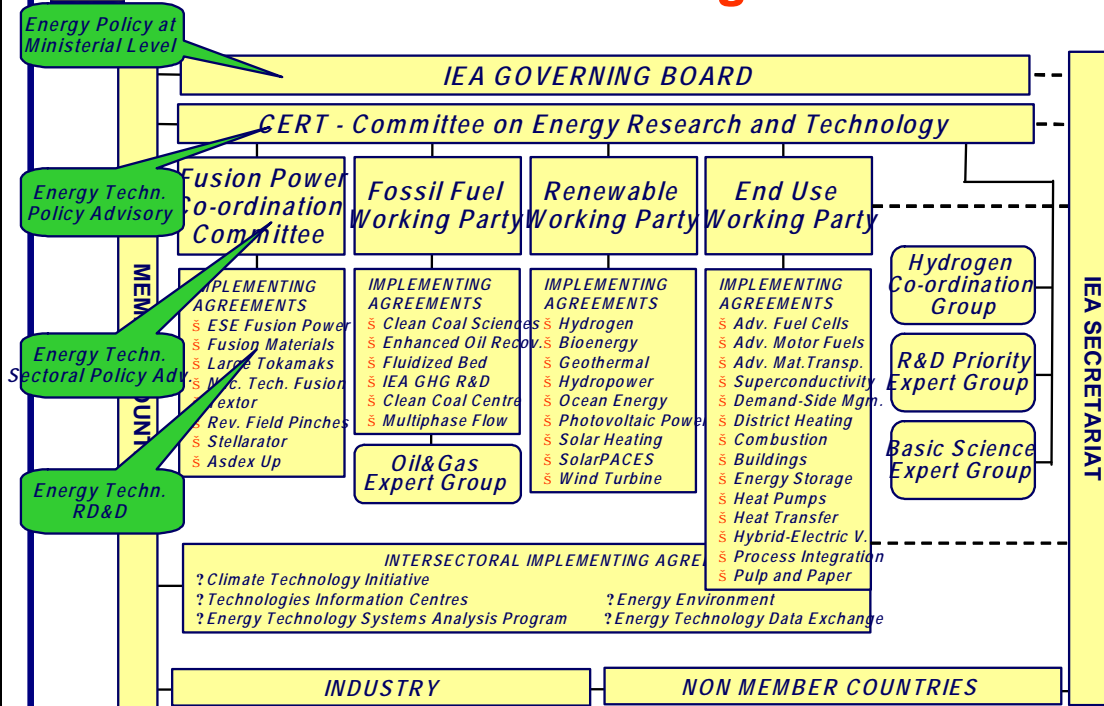 g
Energy Policy at
Ministerial Level
IEA GOVERNING BOARD
CERT - Committee on Energy Research and Technology
Energy Techn.
Policy Advisory
Fusion Power
Co-ordination
Committee
Fossil Fuel
Working Party
Renewable
Working Party
End Use
Working Party
Hydrogen
Co-ordination
Group
R&D Priority
Expert Group
Basic Science
Expert Group
IEA SECRETARIAT
Energy Techn.
Sectoral Policy Adv.
Energy Techn.
RD&D
IMPLEMENTING
AGREEMENTS
š ESE Fusion Power
š Fusion Materials
š Large Tokamaks
š Nuc. Tech. Fusion
š Textor
š Rev. Field Pinches
š Stellarator
š Asdex Up
IMPLEMENTING
AGREEMENTS
š Clean Coal Sciences
š Enhanced Oil Recov.
š Fluidized Bed
š IEA GHG R&D
š Clean Coal Centre
š Multiphase Flow
Oil&Gas
Expert Group
IMPLEMENTING
AGREEMENTS
š Hydrogen
š Bioenergy
š Geothermal
š Hydropower
š Ocean Energy
š Photovoltaic Power
š Solar Heating
š SolarPACES
š Wind Turbine
IMPLEMENTING
AGREEMENTS
š Adv. Fuel Cells
š Adv. Motor Fuels
š Adv. Mat.Transp.
š Superconductivity
š Demand-Side Mgm.
š District Heating
š Combustion
š Buildings
š Energy Storage
š Heat Pumps
š Heat Transfer
š Hybrid-Electric V.
š Process Integration
š Pulp and Paper
INTERSECTORAL IMPLEMENTING AGRE
? Climate Technology Initiative
? Technologies Information Centres
? Energy Technology Systems Analysis Program
? Energy Environment
? Energy Technology Data Exchange
INDUSTRY
NON MEMBER COUNTRIES